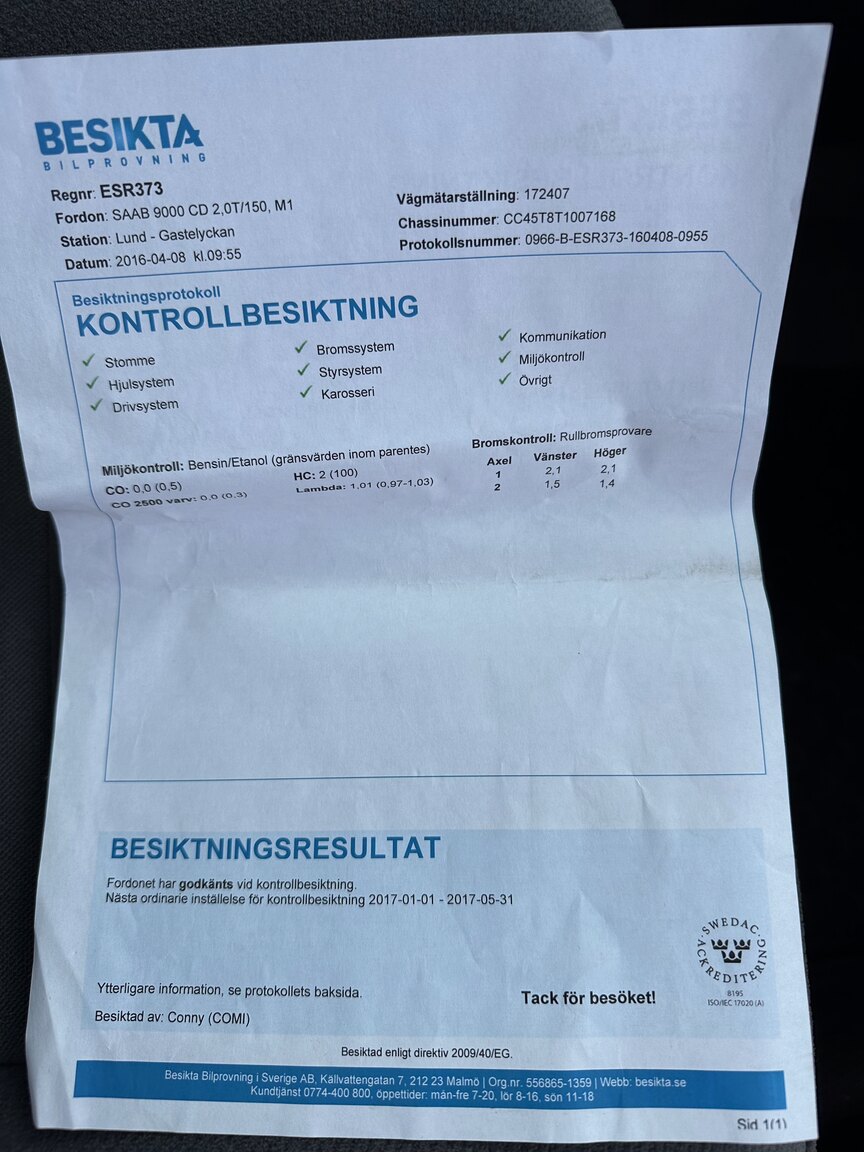 BESIKTA
BILPROVNING
Regnr: ESR373
Fordon: SAAB 9000 CD 2,0T/150, M1
Station: Lund - Gastelyckan
Datum: 2016-04-08 kl.09:55
Vägmätarställning: 172407
Chassinummer: CC45T8T1007168
Protokollsnummer: 0966-B-ESR373-160408-0955
Besiktningsprotokoll
KONTROLLBESIKTNING
✓ Stomme
✓ Hjulsystem
✓ Drivsystem
✓ Bromssystem
✓ Styrsystem
✓ Karosseri
✓ Kommunikation
✓ Miljökontroll
✓ Övrigt
Miljökontroll: Bensin/Etanol (gränsvärden inom parentes)
CO: 0,0 (0,5) HC: 2 (100)
CO 2500 varv: 0,0 (0,3) Lambda: 1,01 (0,97-1,03)
Bromskontroll: Rullbromsprovare
Axel Vänster Höger
1 2,1 2,1
2 1,5 1,4
BESIKTNINGSRESULTAT
Fordonet har godkänts vid kontrollbesiktning.
Nästa ordinarie inställelse för kontrollbesiktning 2017-01-01 - 2017-05-31
Ytterligare information, se protokollets baksida.
Besiktad av: Conny (COMI)
Tack för besöket!
SWEDAC
ACKREDITERING
8195
ISO/IEC 17020 (A)
Besiktad enligt direktiv 2009/40/EG.
Besikta Bilprovning i Sverige AB, Källvattengatan 7, 212 23 Malmö | Org.nr. 556865-1359 | Webb: besikta.se
Kundtjänst 0774-400 800, öppettider: mån-fre 7-20, lör 8-16, sön 11-18
Sid 1(1)